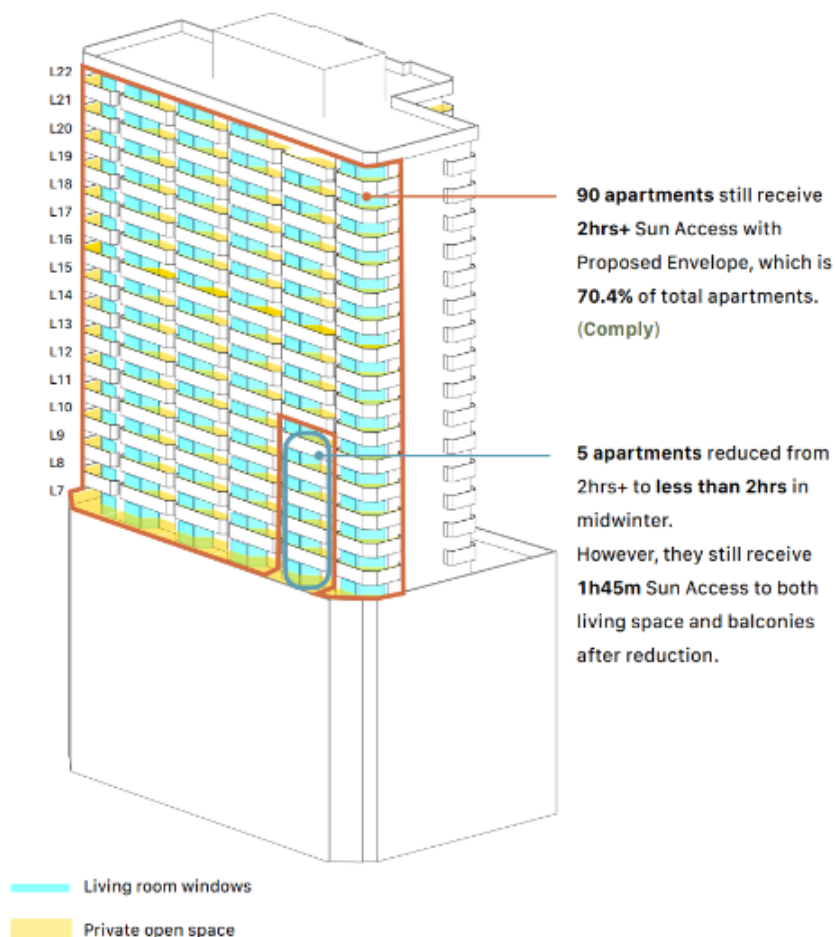 L22
L21
L20
L19
L18
L17
L16
L15
L14
L13
L12
L11
L10
L9
L8
L7
90 apartments still receive
2hrs+ Sun Access with
Proposed Envelope, which is
70.4% of total apartments.
(Comply)
5 apartments reduced from
2hrs+ to less than 2hrs in
midwinter.
However, they still receive
1h45m Sun Access to both
living space and balconies
after reduction.
Living room windows
Private open space